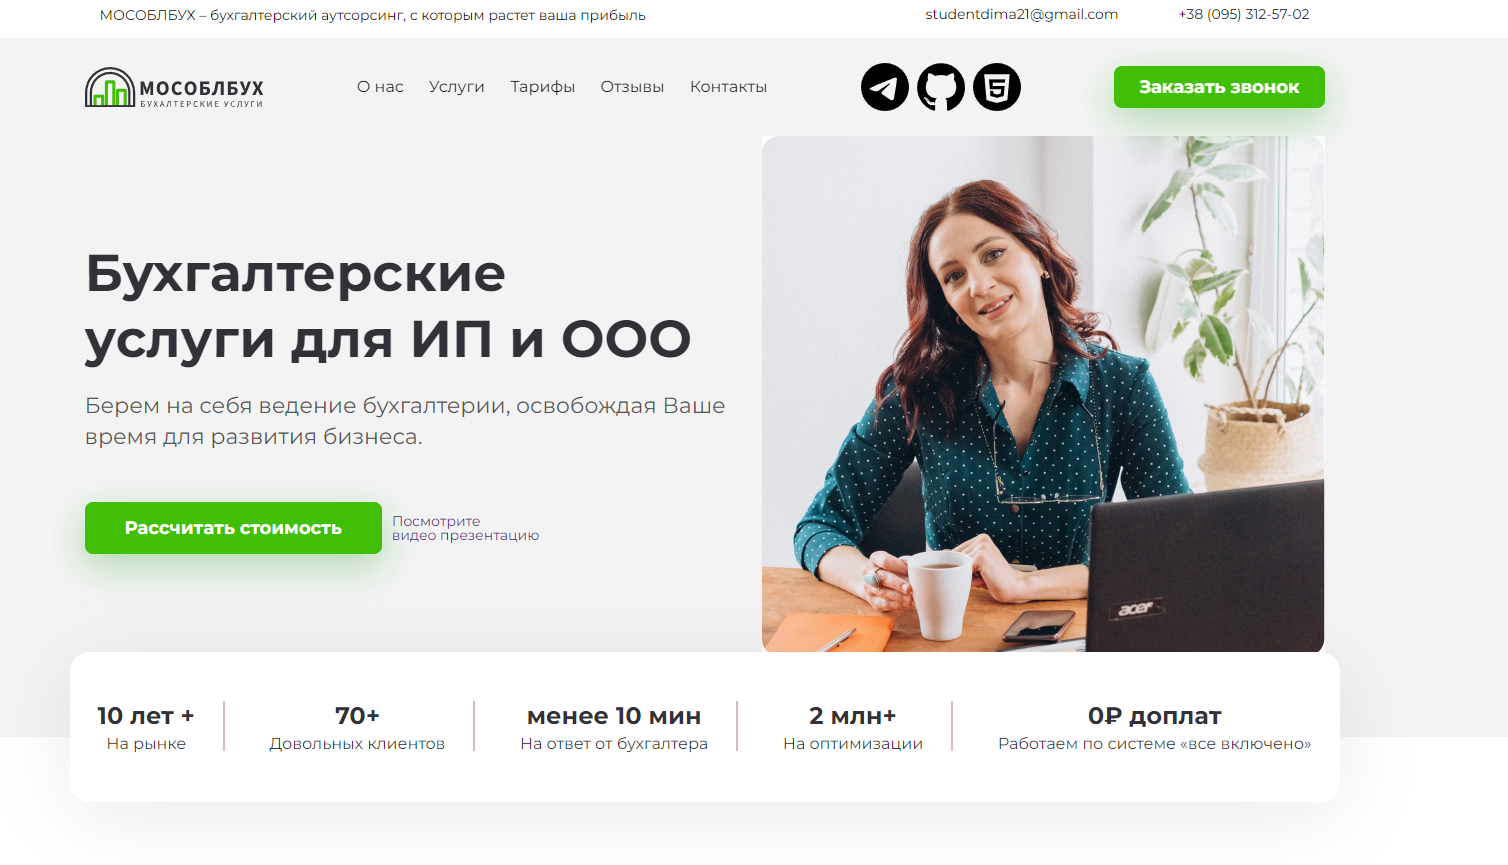 МОСОБЛБУХ – бухгалтерский аутсорсинг, с которым растет ваша прибыль
studentdima21@gmail.com
+38 (095) 312-57-02
МОСОБЛБУХ
БУХАЛТЕРСКИЕ УСЛУГИ
О нас
Услуги
Тарифы
Отзывы
Контакты
Заказать звонок
Бухгалтерские
услуги для ИП и ООО
Берем на себя ведение бухгалтерии, освобождая Ваше
время для развития бизнеса.
Рассчитать стоимость
Посмотрите
видео презентацию
acer
10 лет +
На рынке
70+
Довольных клиентов
менее 10 мин
На ответ от бухгалтера
2 млн+
На оптимизации
0₽ доплат
Работаем по системе «все включено»